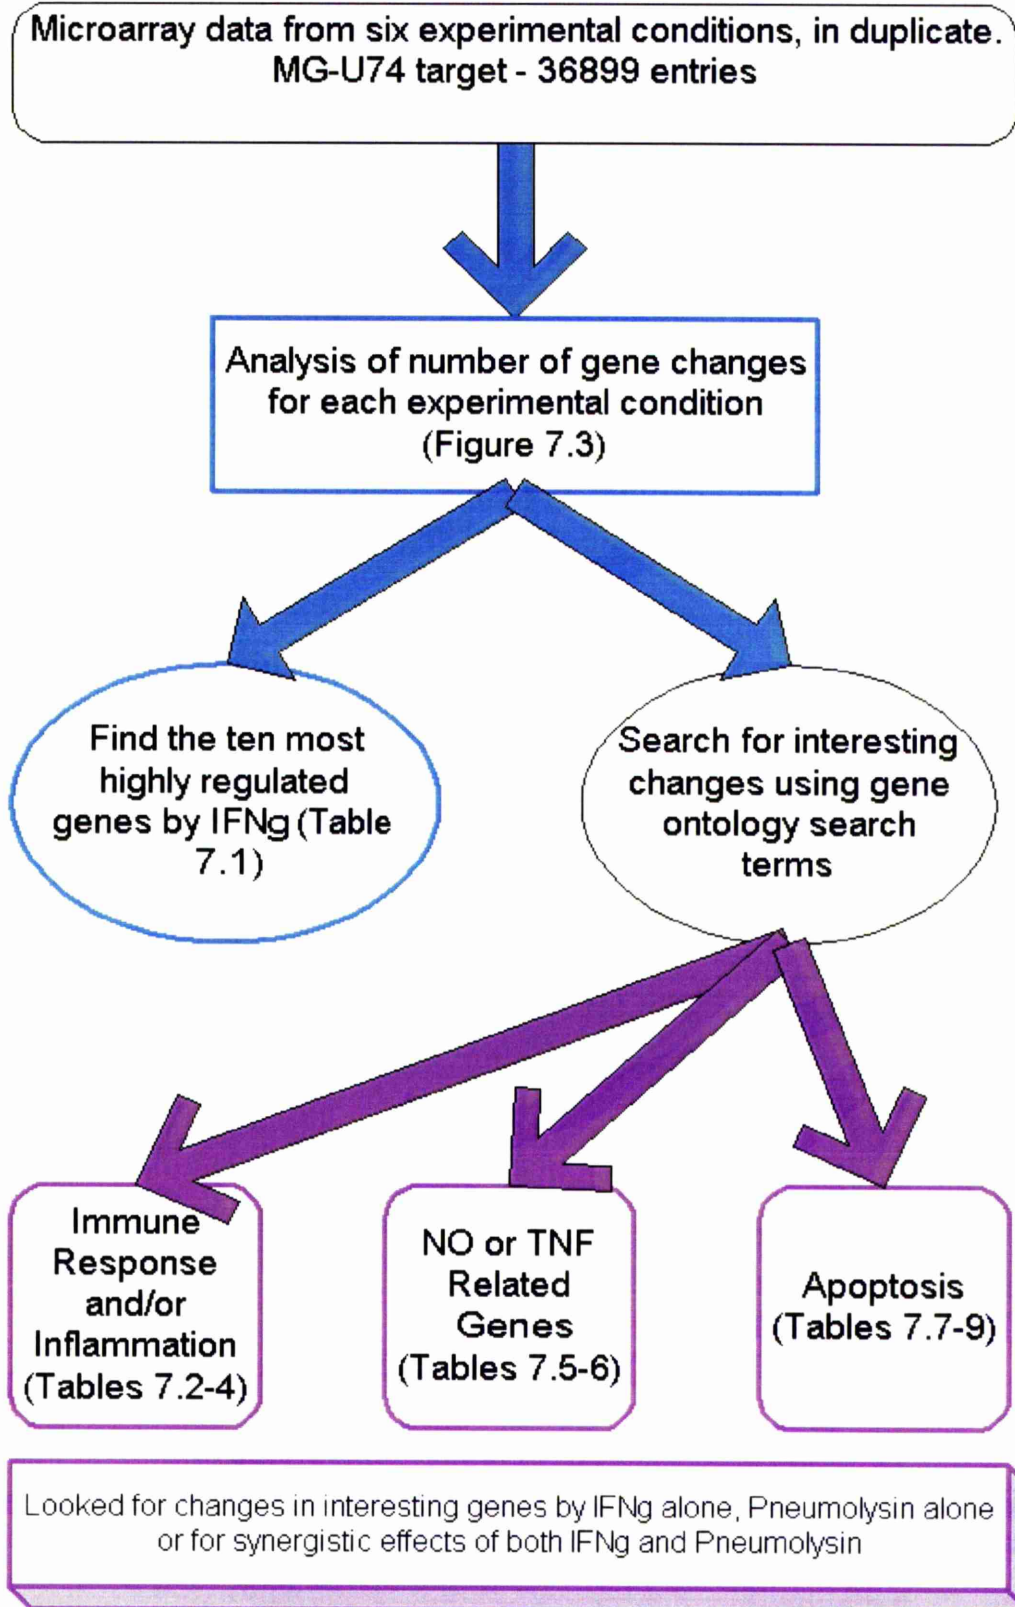 Microarray data from six experimental conditions, in duplicate.
MG-U74 target - 36899 entries
Analysis of number of gene changes
for each experimental condition
(Figure 7.3)
Find the ten most
highly regulated
genes by IFNg (Table
7.1)
Search for interesting
changes using gene
ontology search
terms
Immune
Response
and/or
Inflammation
(Tables 7.2-4)
NO or TNF
Related
Genes
(Tables 7.5-6)
Apoptosis
(Tables 7.7-9)
Looked for changes in interesting genes by IFNg alone, Pneumolysin alone
or for synergistic effects of both IFNg and Pneumolysin